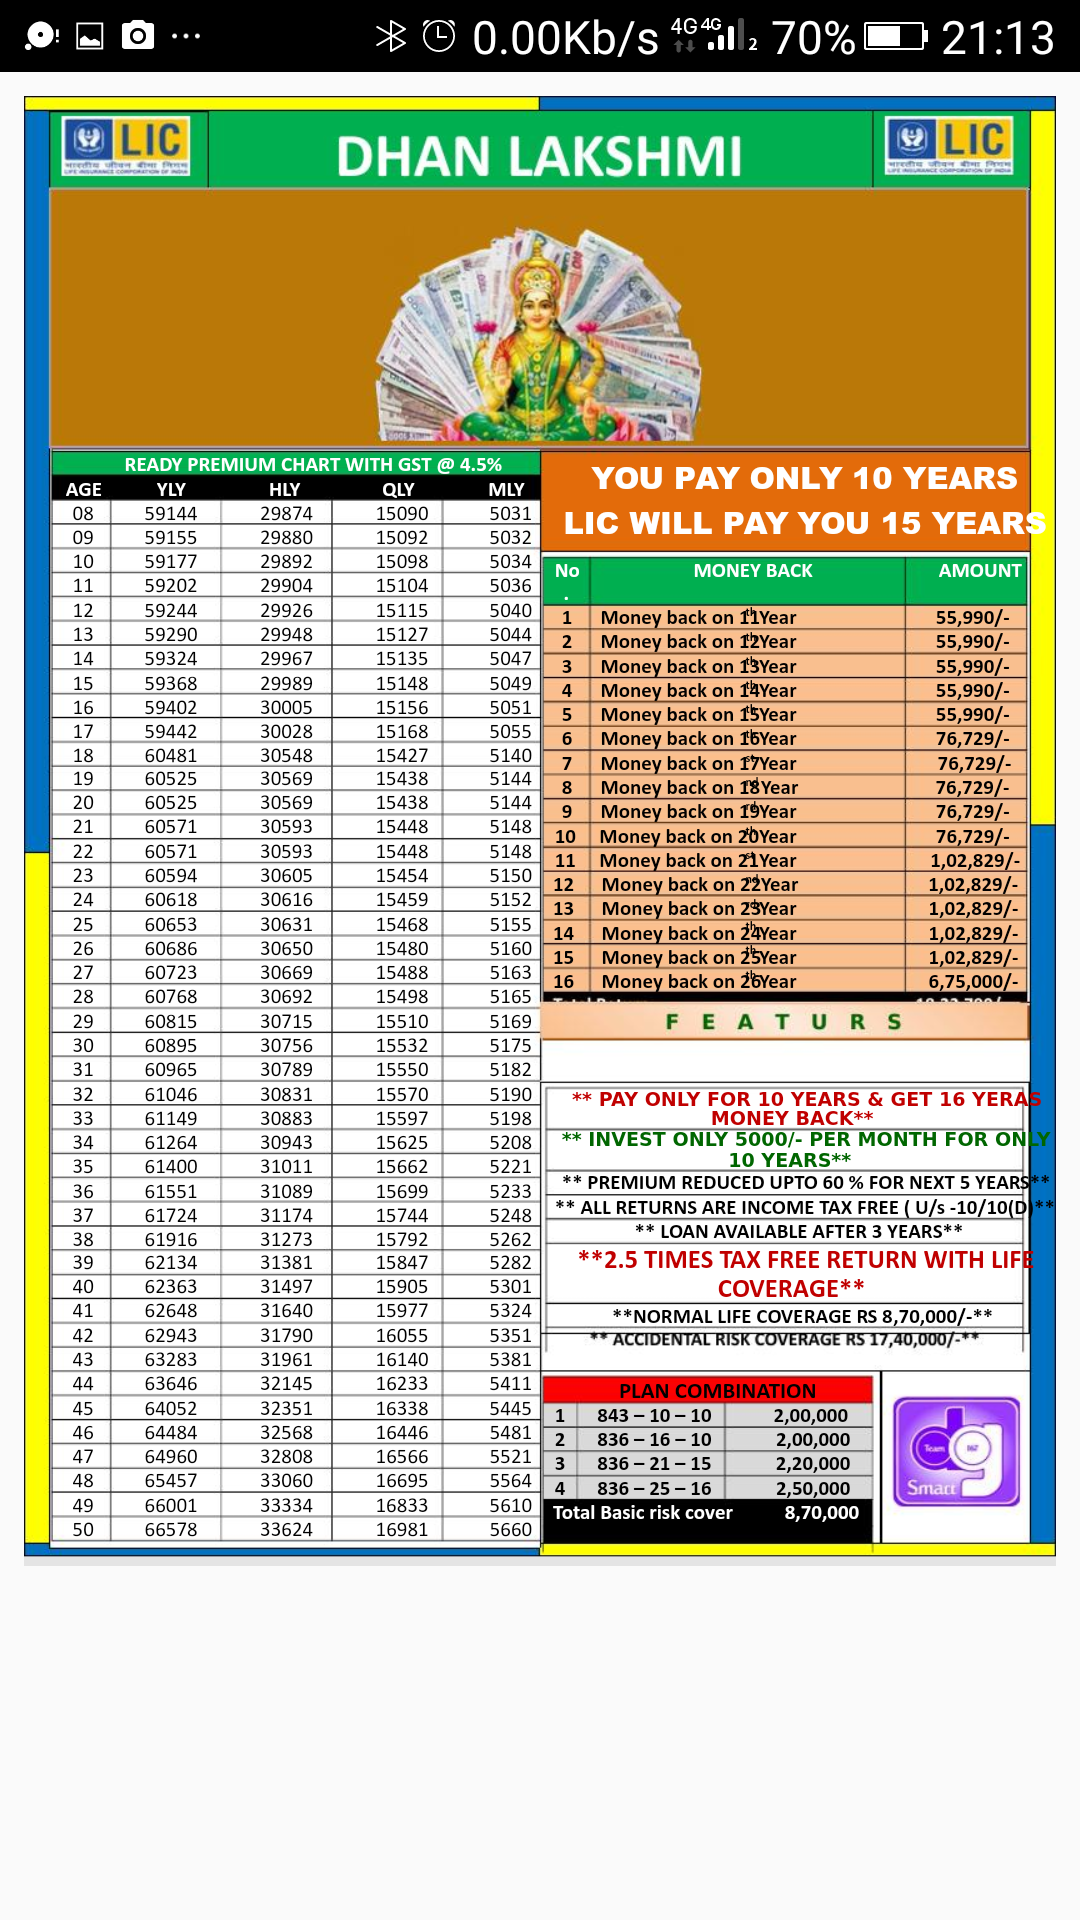 0.00Kb/s 4G 4G 2 70% 21:13
LIC
भारतीय जीवन बीमा निगम
LIFE INSURANCE CORPORATION OF INDIA
DHAN LAKSHMI
LIC
भारतीय जीवन बीमा निगम
LIFE INSURANCE CORPORATION OF INDIA
READY PREMIUM CHART WITH GST @ 4.5%
AGE YLY HLY QLY MLY
08 59144 29874 15090 5031
09 59155 29880 15092 5032
10 59177 29892 15098 5034
11 59202 29904 15104 5036
12 59244 29926 15115 5040
13 59290 29948 15127 5044
14 59324 29967 15135 5047
15 59368 29989 15148 5049
16 59402 30005 15156 5051
17 59442 30028 15168 5055
18 60481 30548 15427 5140
19 60525 30569 15438 5144
20 60525 30569 15438 5144
21 60571 30593 15448 5148
22 60571 30593 15448 5148
23 60594 30605 15454 5150
24 60618 30616 15459 5152
25 60653 30631 15468 5155
26 60686 30650 15480 5160
27 60723 30669 15488 5163
28 60768 30692 15498 5165
29 60815 30715 15510 5169
30 60895 30756 15532 5175
31 60965 30789 15550 5182
32 61046 30831 15570 5190
33 61149 30883 15597 5198
34 61264 30943 15625 5208
35 61400 31011 15662 5221
36 61551 31089 15699 5233
37 61724 31174 15744 5248
38 61916 31273 15792 5262
39 62134 31381 15847 5282
40 62363 31497 15905 5301
41 62648 31640 15977 5324
42 62943 31790 16055 5351
43 63283 31961 16140 5381
44 63646 32145 16233 5411
45 64052 32351 16338 5445
46 64484 32568 16446 5481
47 64960 32808 16566 5521
48 65457 33060 16695 5564
49 66001 33334 16833 5610
50 66578 33624 16981 5660
YOU PAY ONLY 10 YEARS
LIC WILL PAY YOU 15 YEARS
No. MONEY BACK AMOUNT
1 Money back on 11th Year 55,990/-
2 Money back on 12th Year 55,990/-
3 Money back on 13th Year 55,990/-
4 Money back on 14th Year 55,990/-
5 Money back on 15th Year 55,990/-
6 Money back on 16th Year 76,729/-
7 Money back on 17st Year 76,729/-
8 Money back on 18nd Year 76,729/-
9 Money back on 19rd Year 76,729/-
10 Money back on 20th Year 76,729/-
11 Money back on 21st Year 1,02,829/-
12 Money back on 22nd Year 1,02,829/-
13 Money back on 23rd Year 1,02,829/-
14 Money back on 24th Year 1,02,829/-
15 Money back on 25th Year 1,02,829/-
16 Money back on 26th Year 6,75,000/-
F E A T U R S
** PAY ONLY FOR 10 YEARS & GET 16 YERAS
MONEY BACK**
** INVEST ONLY 5000/- PER MONTH FOR ONLY
10 YEARS**
** PREMIUM REDUCED UPTO 60 % FOR NEXT 5 YEARS**
** ALL RETURNS ARE INCOME TAX FREE ( U/s -10/10(D)**
** LOAN AVAILABLE AFTER 3 YEARS**
**2.5 TIMES TAX FREE RETURN WITH LIFE
COVERAGE**
**NORMAL LIFE COVERAGE RS 8,70,000/-**
** ACCIDENTAL RISK COVERAGE RS 17,40,000/-**
PLAN COMBINATION
1 843 – 10 – 10 2,00,000
2 836 – 16 – 10 2,00,000
3 836 – 21 – 15 2,20,000
4 836 – 25 – 16 2,50,000
Total Basic risk cover 8,70,000
Team
Smart